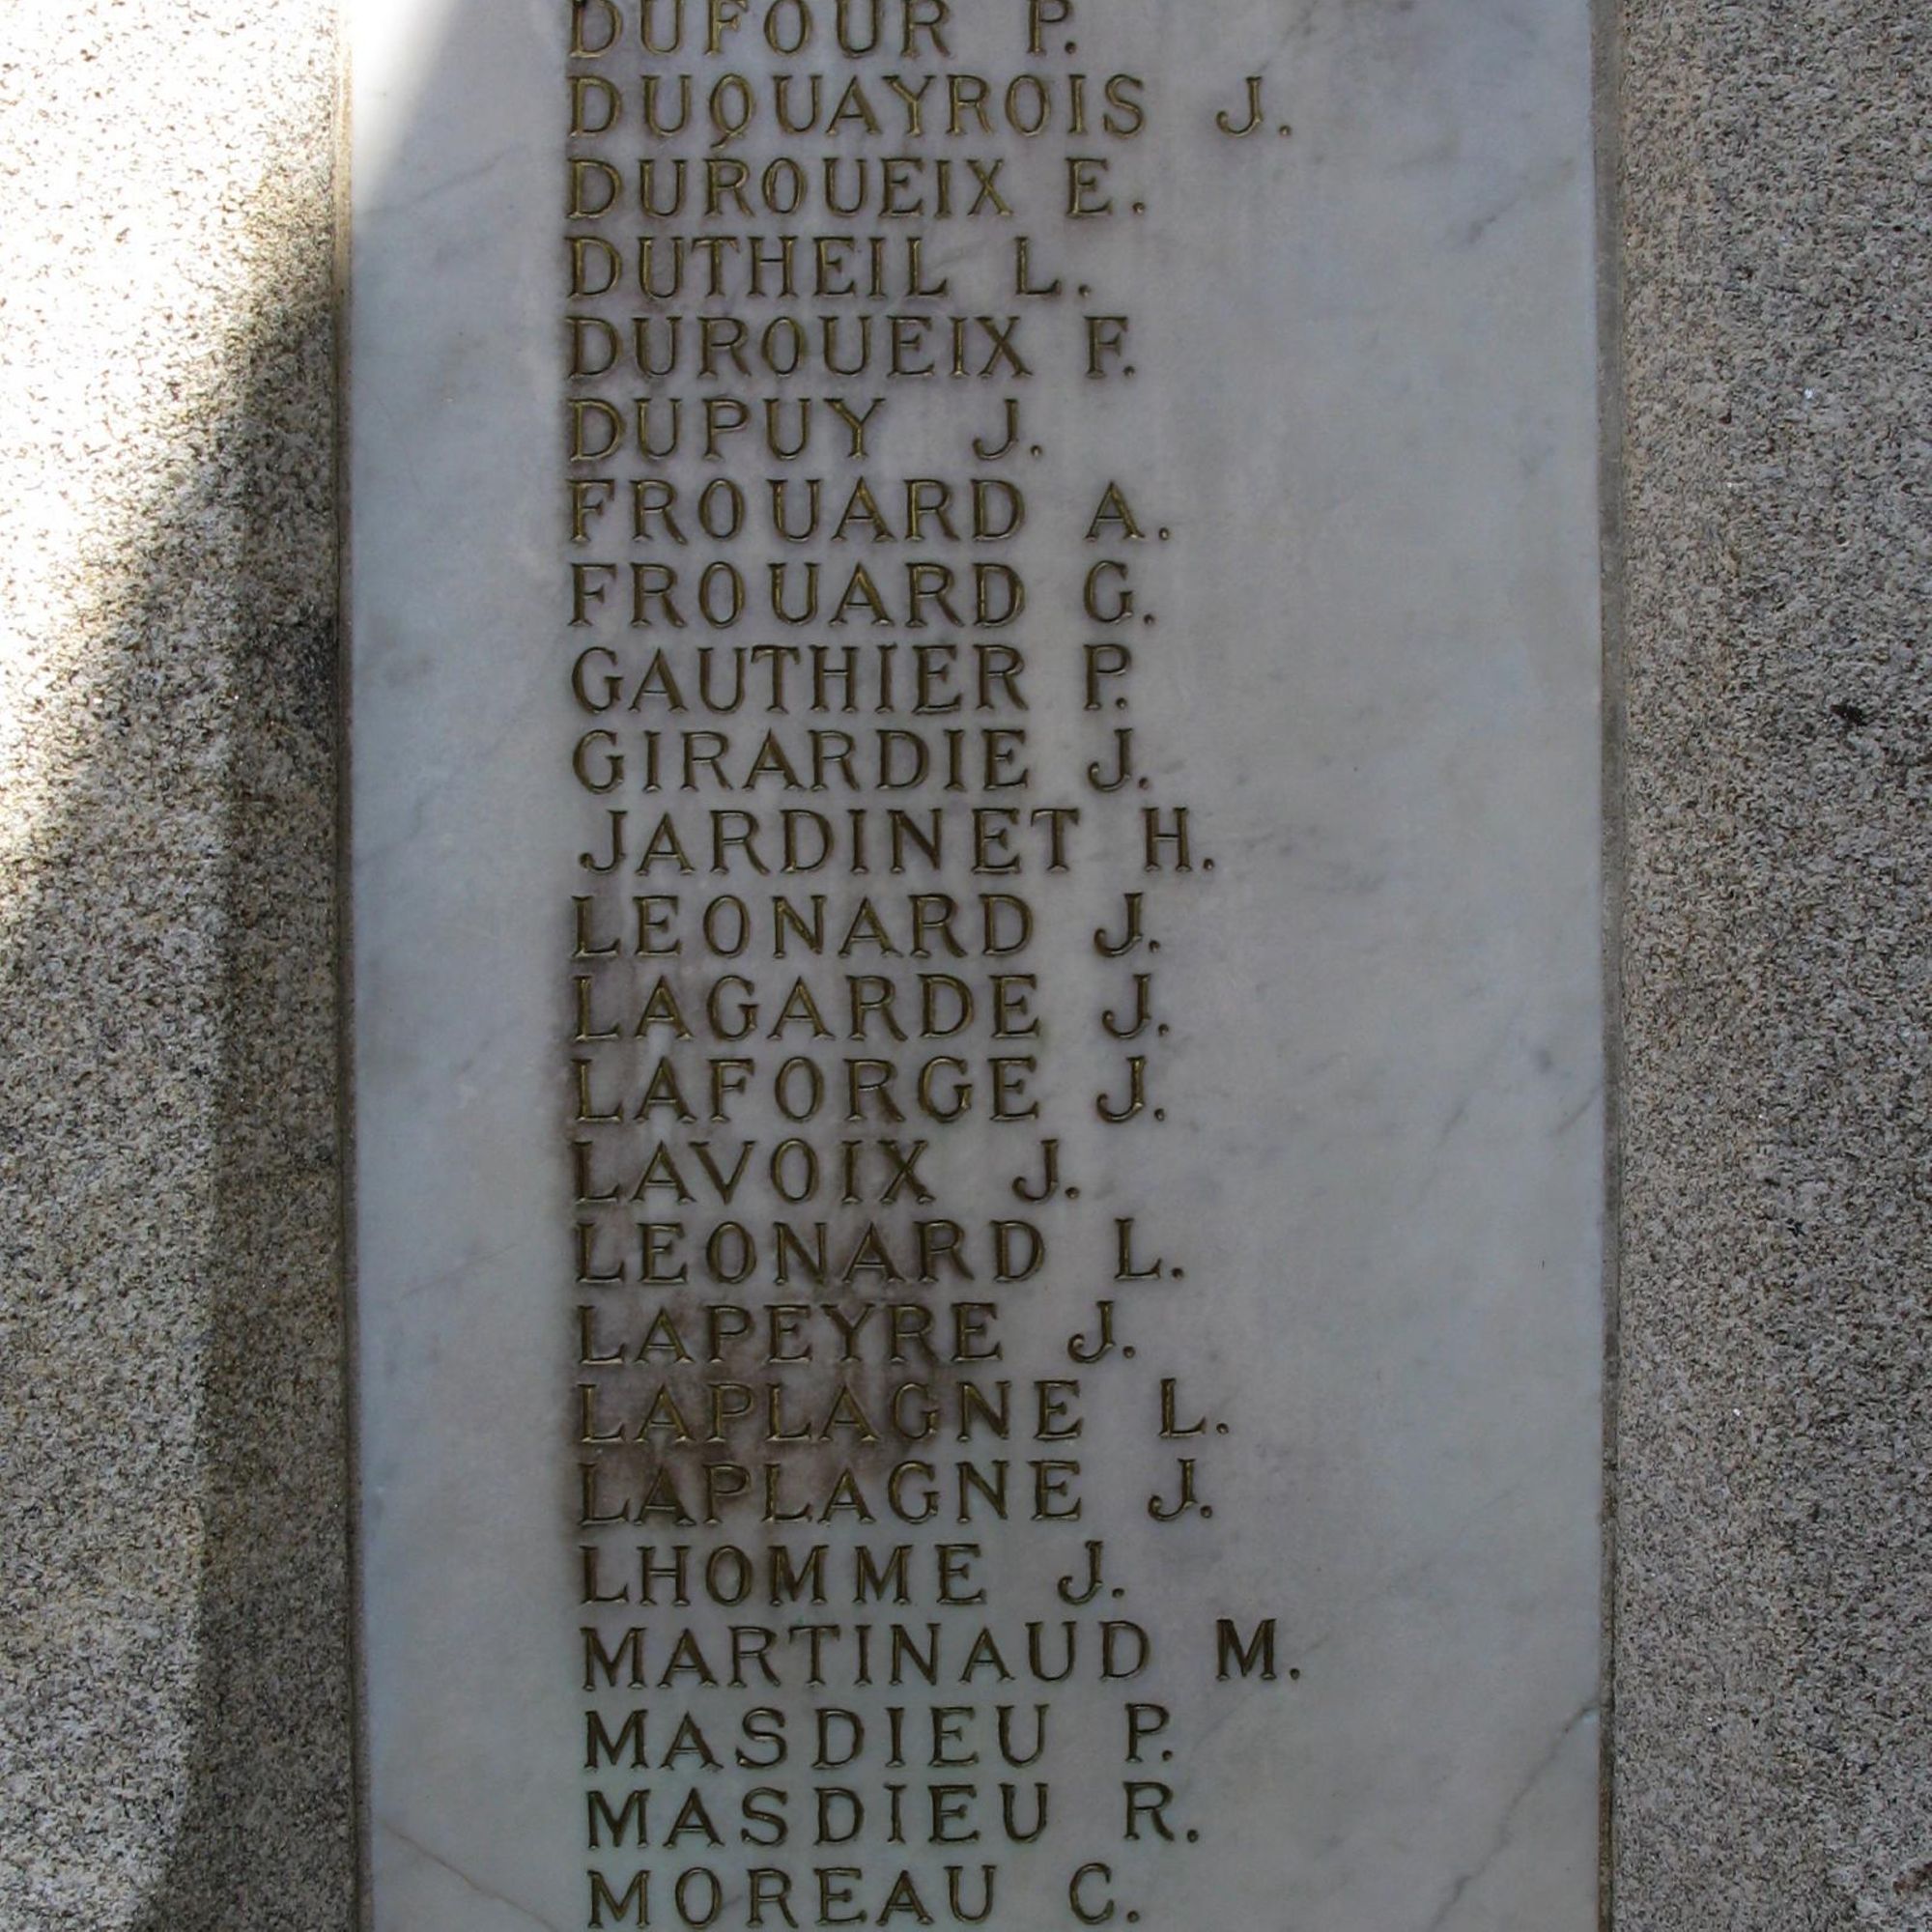 DUFOUR P.
DUQUAYROIS J.
DUROUEIX E.
DUTHEIL L.
DUROUEIX F.
DUPUY J.
FROUARD A.
FROUARD G.
GAUTHIER P.
GIRARDIE J.
JARDINET H.
LEONARD J.
LAGARDE J.
LAFORGE J.
LAVOIX J.
LEONARD L.
LAPEYRE J.
LAPLAGNE L.
LAPLAGNE J.
LHOMME J.
MARTINAUD M.
MASDIEU P.
MASDIEU R.
MOREAU C.